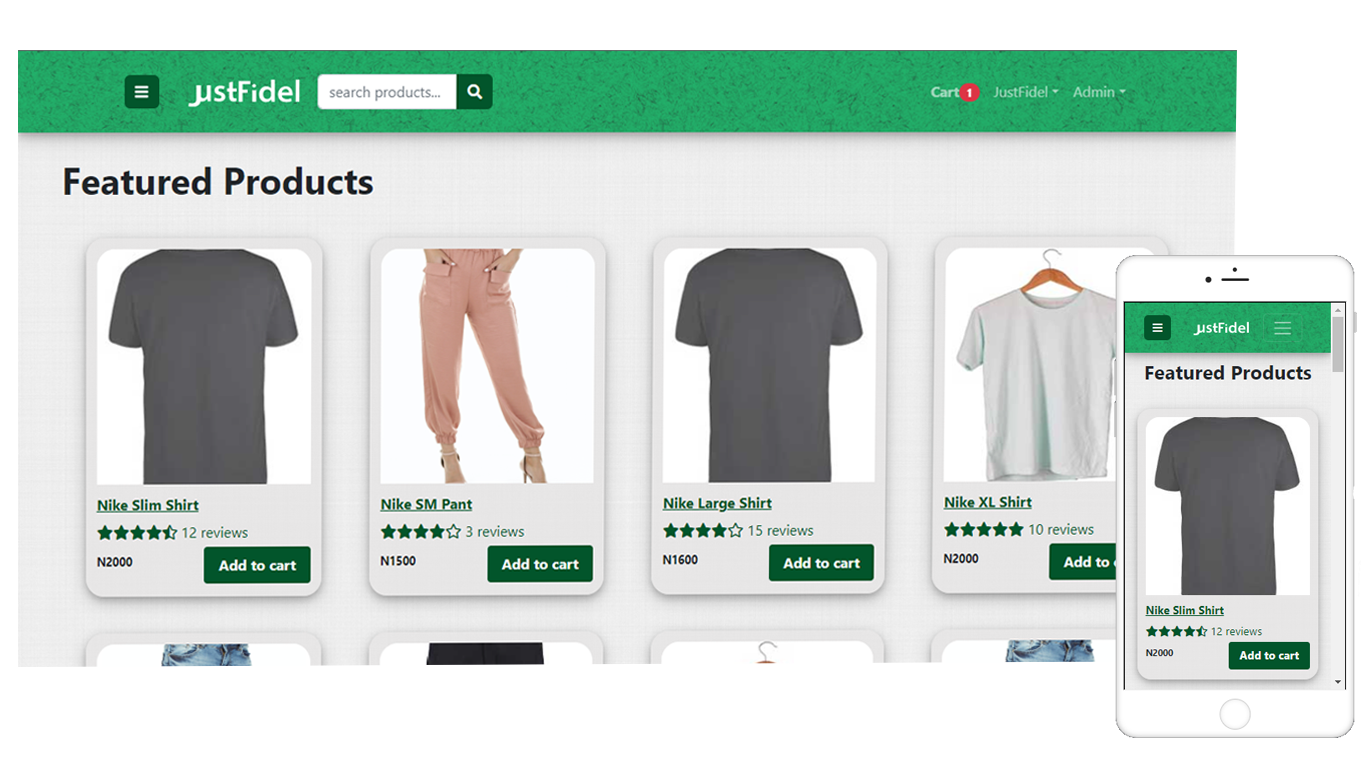 JustFidel search products... Cart 1 JustFidel Admin
Featured Products
Nike Slim Shirt
12 reviews
N2000 Add to cart
Nike SM Pant
3 reviews
N1500 Add to cart
Nike Large Shirt
15 reviews
N1600 Add to cart
Nike XL Shirt
10 reviews
N2000 Add to
JustFidel
Featured Products
Nike Slim Shirt
12 reviews
N2000 Add to cart